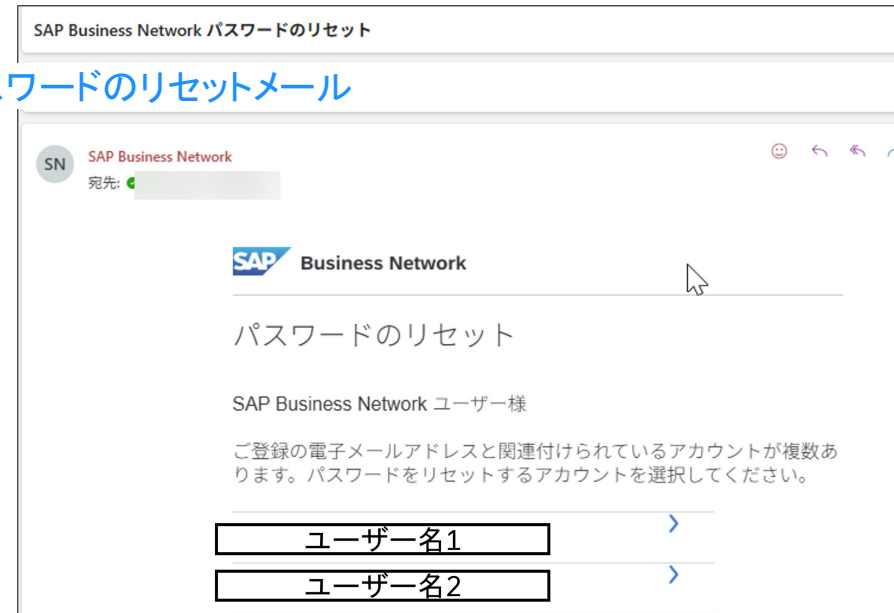 SAP Business Network パスワードのリセット
ワードのリセットメール
SN
SAP Business Network
宛先:
SAP Business Network
パスワードのリセット
SAP Business Network ユーザー様
ご登録の電子メールアドレスと関連付けられているアカウントが複数あ
ります。パスワードをリセットするアカウントを選択してください。
ユーザー名1
ユーザー名2